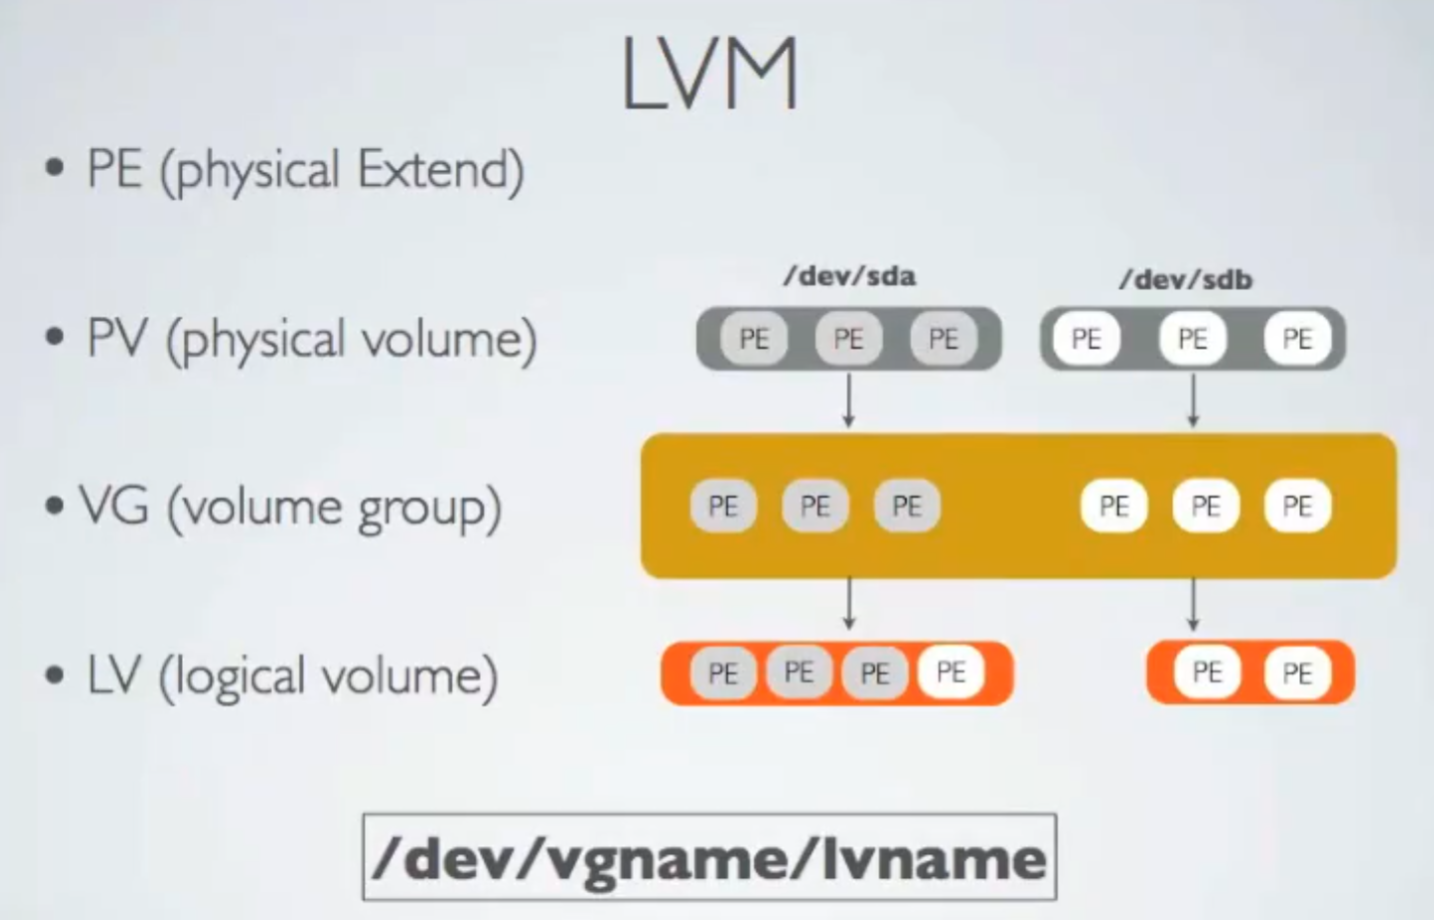 LVM
• PE (physical Extend)
/dev/sda /dev/sdb
• PV (physical volume) PE PE PE PE PE PE
• VG (volume group) PE PE PE PE PE PE
• LV (logical volume) PE PE PE PE PE PE
/dev/vgname/lvname